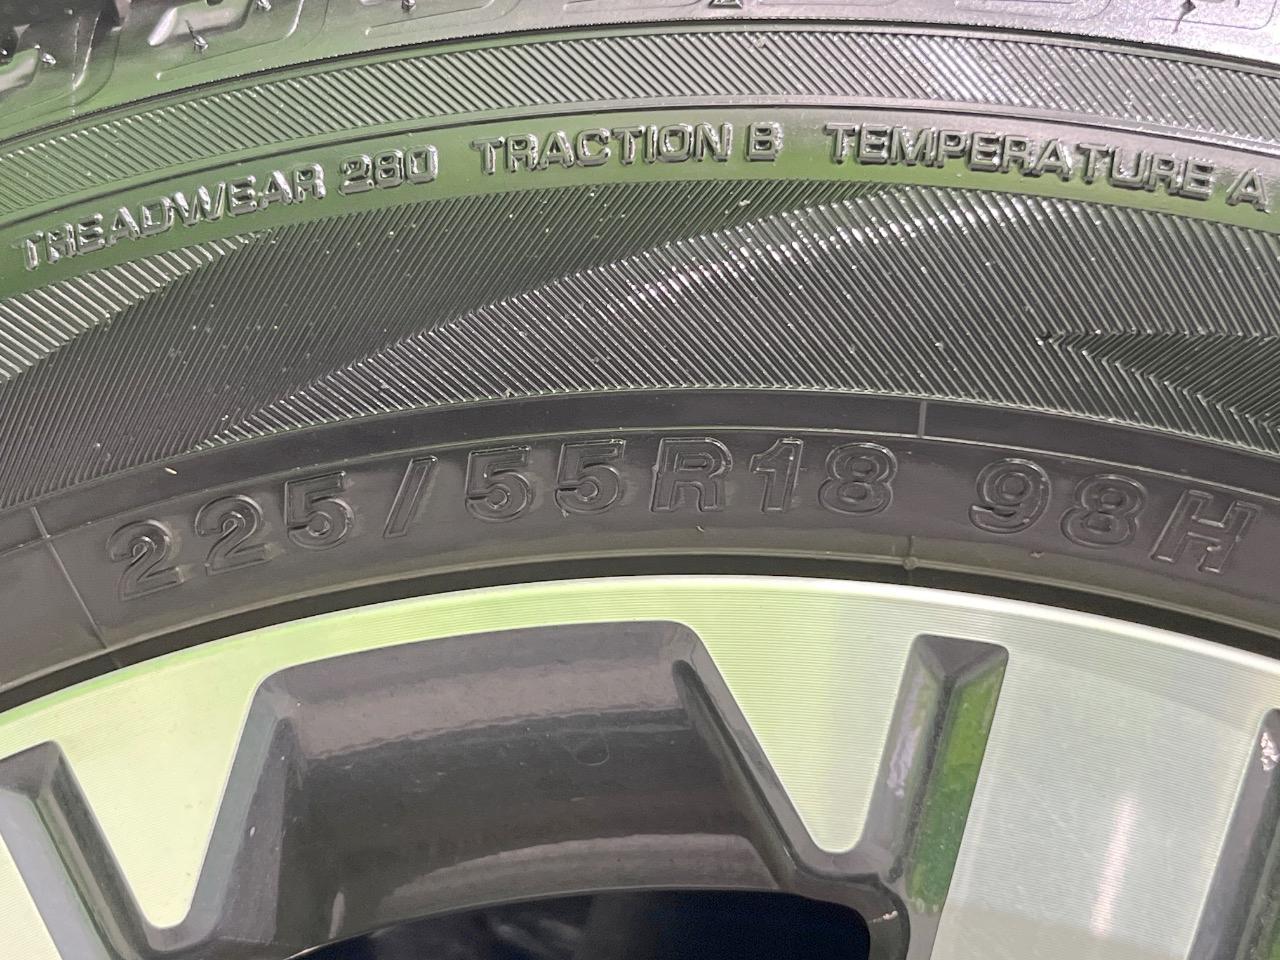 TREADWEAR 280 TRACTION B TEMPERATURE A
225/55R18 98H